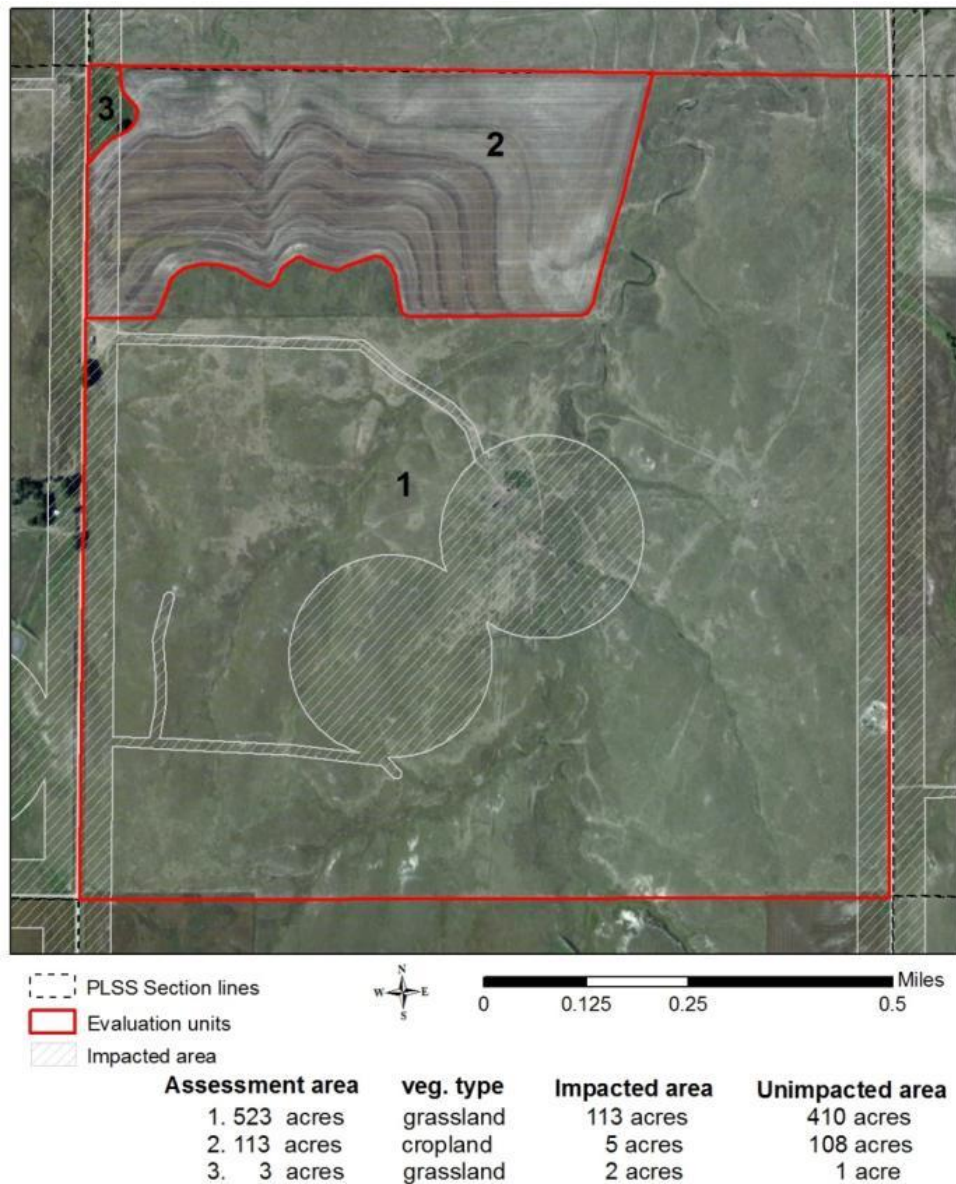 3
2
1
N
W E
S
PLSS Section lines
Evaluation units
Impacted area
Miles
0 0.125 0.25 0.5
Assessment area veg. type Impacted area Unimpacted area
1. 523 acres grassland 113 acres 410 acres
2. 113 acres cropland 5 acres 108 acres
3. 3 acres grassland 2 acres 1 acre